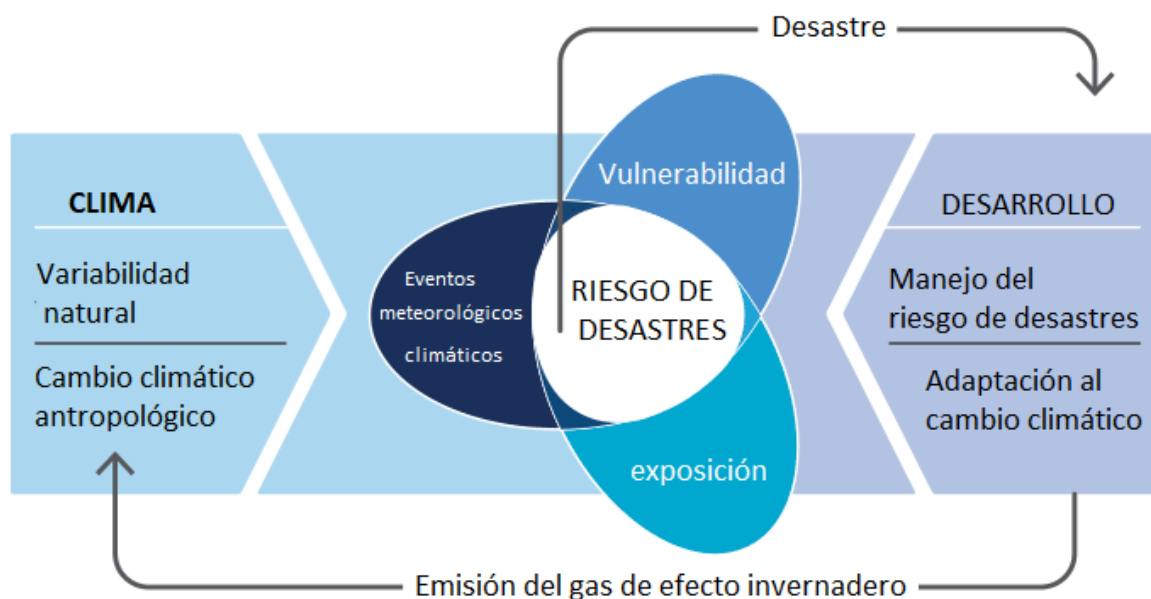 Desastre
CLIMA
Variabilidad
natural
Cambio climático
antropológico
Eventos
meteorológicos
climáticos
RIESGO DE
DESASTRES
Vulnerabilidad
exposición
DESARROLLO
Manejo del
riesgo de desastres
Adaptación al
cambio climático
Emisión del gas de efecto invernadero